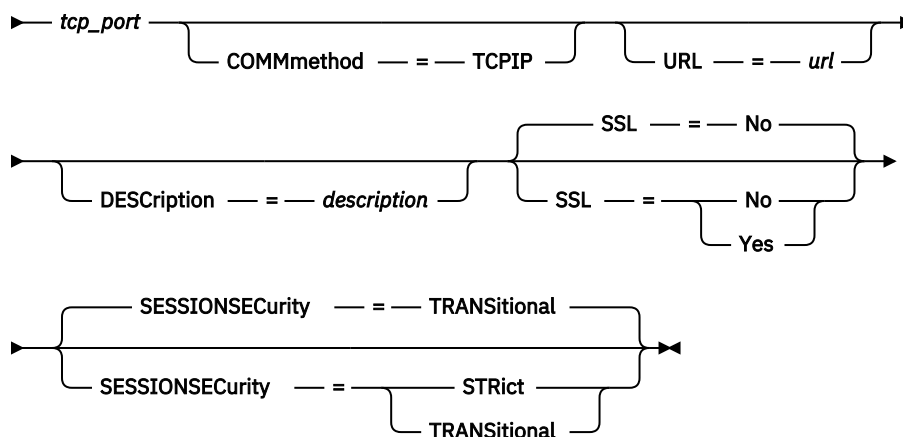 tcp_port
COMMmethod = TCPIP
URL = url
DESCription = description
SSL = No
SSL = No
Yes
SESSIONSECurity = TRANSitional
SESSIONSECurity = STRict
TRANSitional